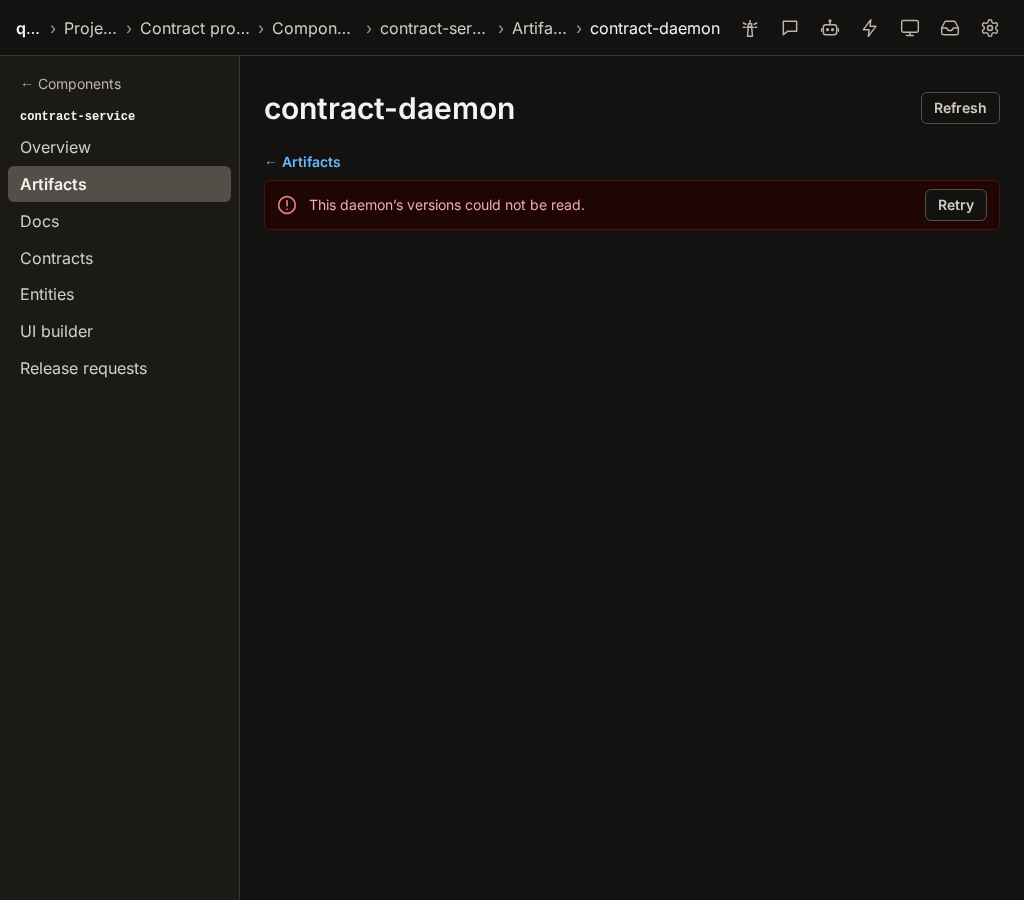 q… › Proje… › Contract pro… › Compon… › contract-ser… › Artifa… › contract-daemon
← Components
contract-service
Overview
Artifacts
Docs
Contracts
Entities
UI builder
Release requests
contract-daemon
Refresh
← Artifacts
This daemon’s versions could not be read.
Retry